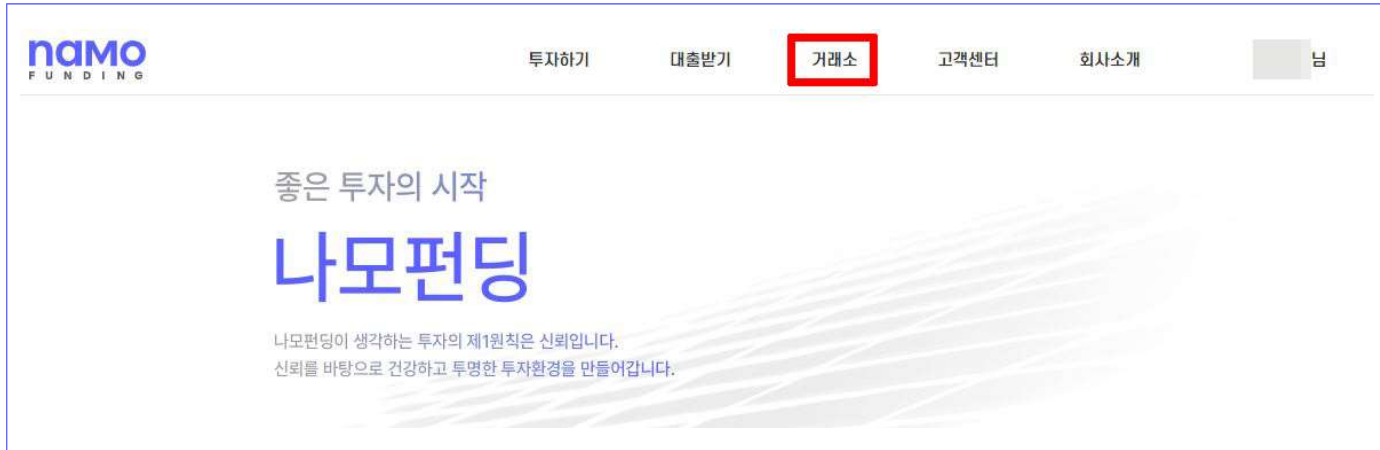 namo
FUNDING
투자하기 대출받기 거래소 고객센터 회사소개 님
좋은 투자의 시작
나모펀딩
나모펀딩이 생각하는 투자의 제1원칙은 신뢰입니다.
신뢰를 바탕으로 건강하고 투명한 투자환경을 만들어갑니다.